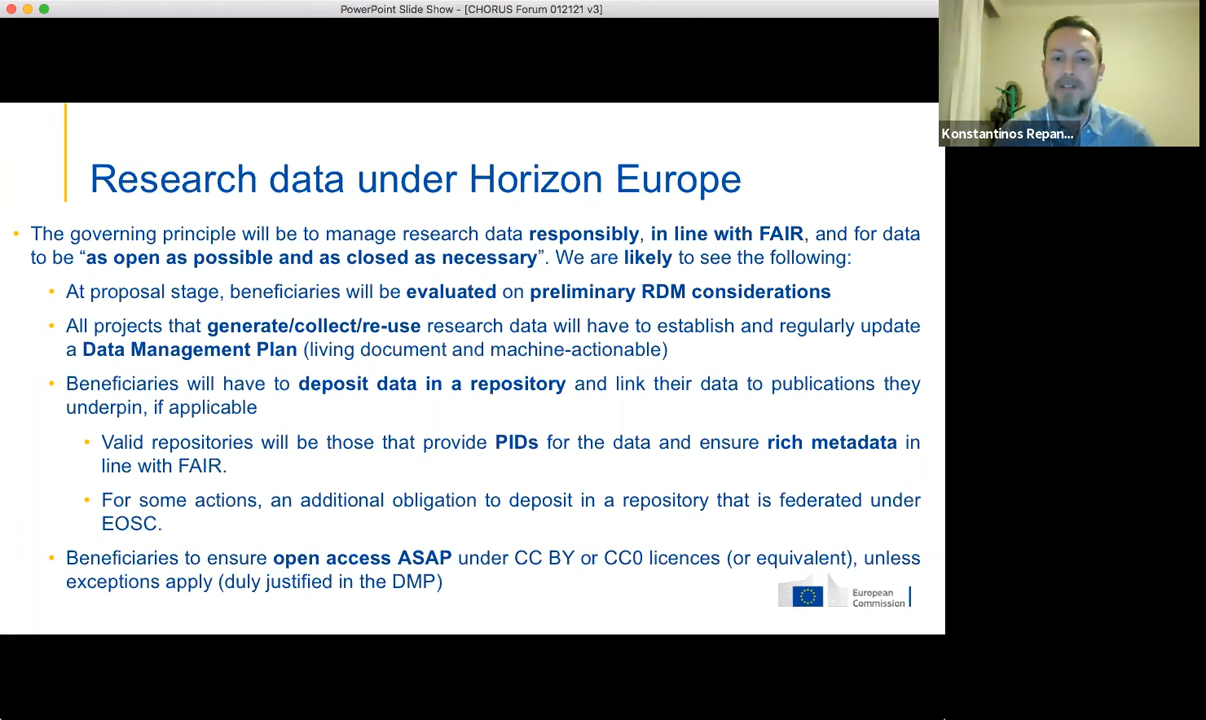 PowerPoint Slide Show - [CHORUS Forum 012121 v3]
Konstantinos Repan...
Research data under Horizon Europe
• The governing principle will be to manage research data responsibly, in line with FAIR, and for data
to be “as open as possible and as closed as necessary”. We are likely to see the following:
• At proposal stage, beneficiaries will be evaluated on preliminary RDM considerations
• All projects that generate/collect/re-use research data will have to establish and regularly update
a Data Management Plan (living document and machine-actionable)
• Beneficiaries will have to deposit data in a repository and link their data to publications they
underpin, if applicable
• Valid repositories will be those that provide PIDs for the data and ensure rich metadata in
line with FAIR.
• For some actions, an additional obligation to deposit in a repository that is federated under
EOSC.
• Beneficiaries to ensure open access ASAP under CC BY or CC0 licences (or equivalent), unless
exceptions apply (duly justified in the DMP)
European
Commission